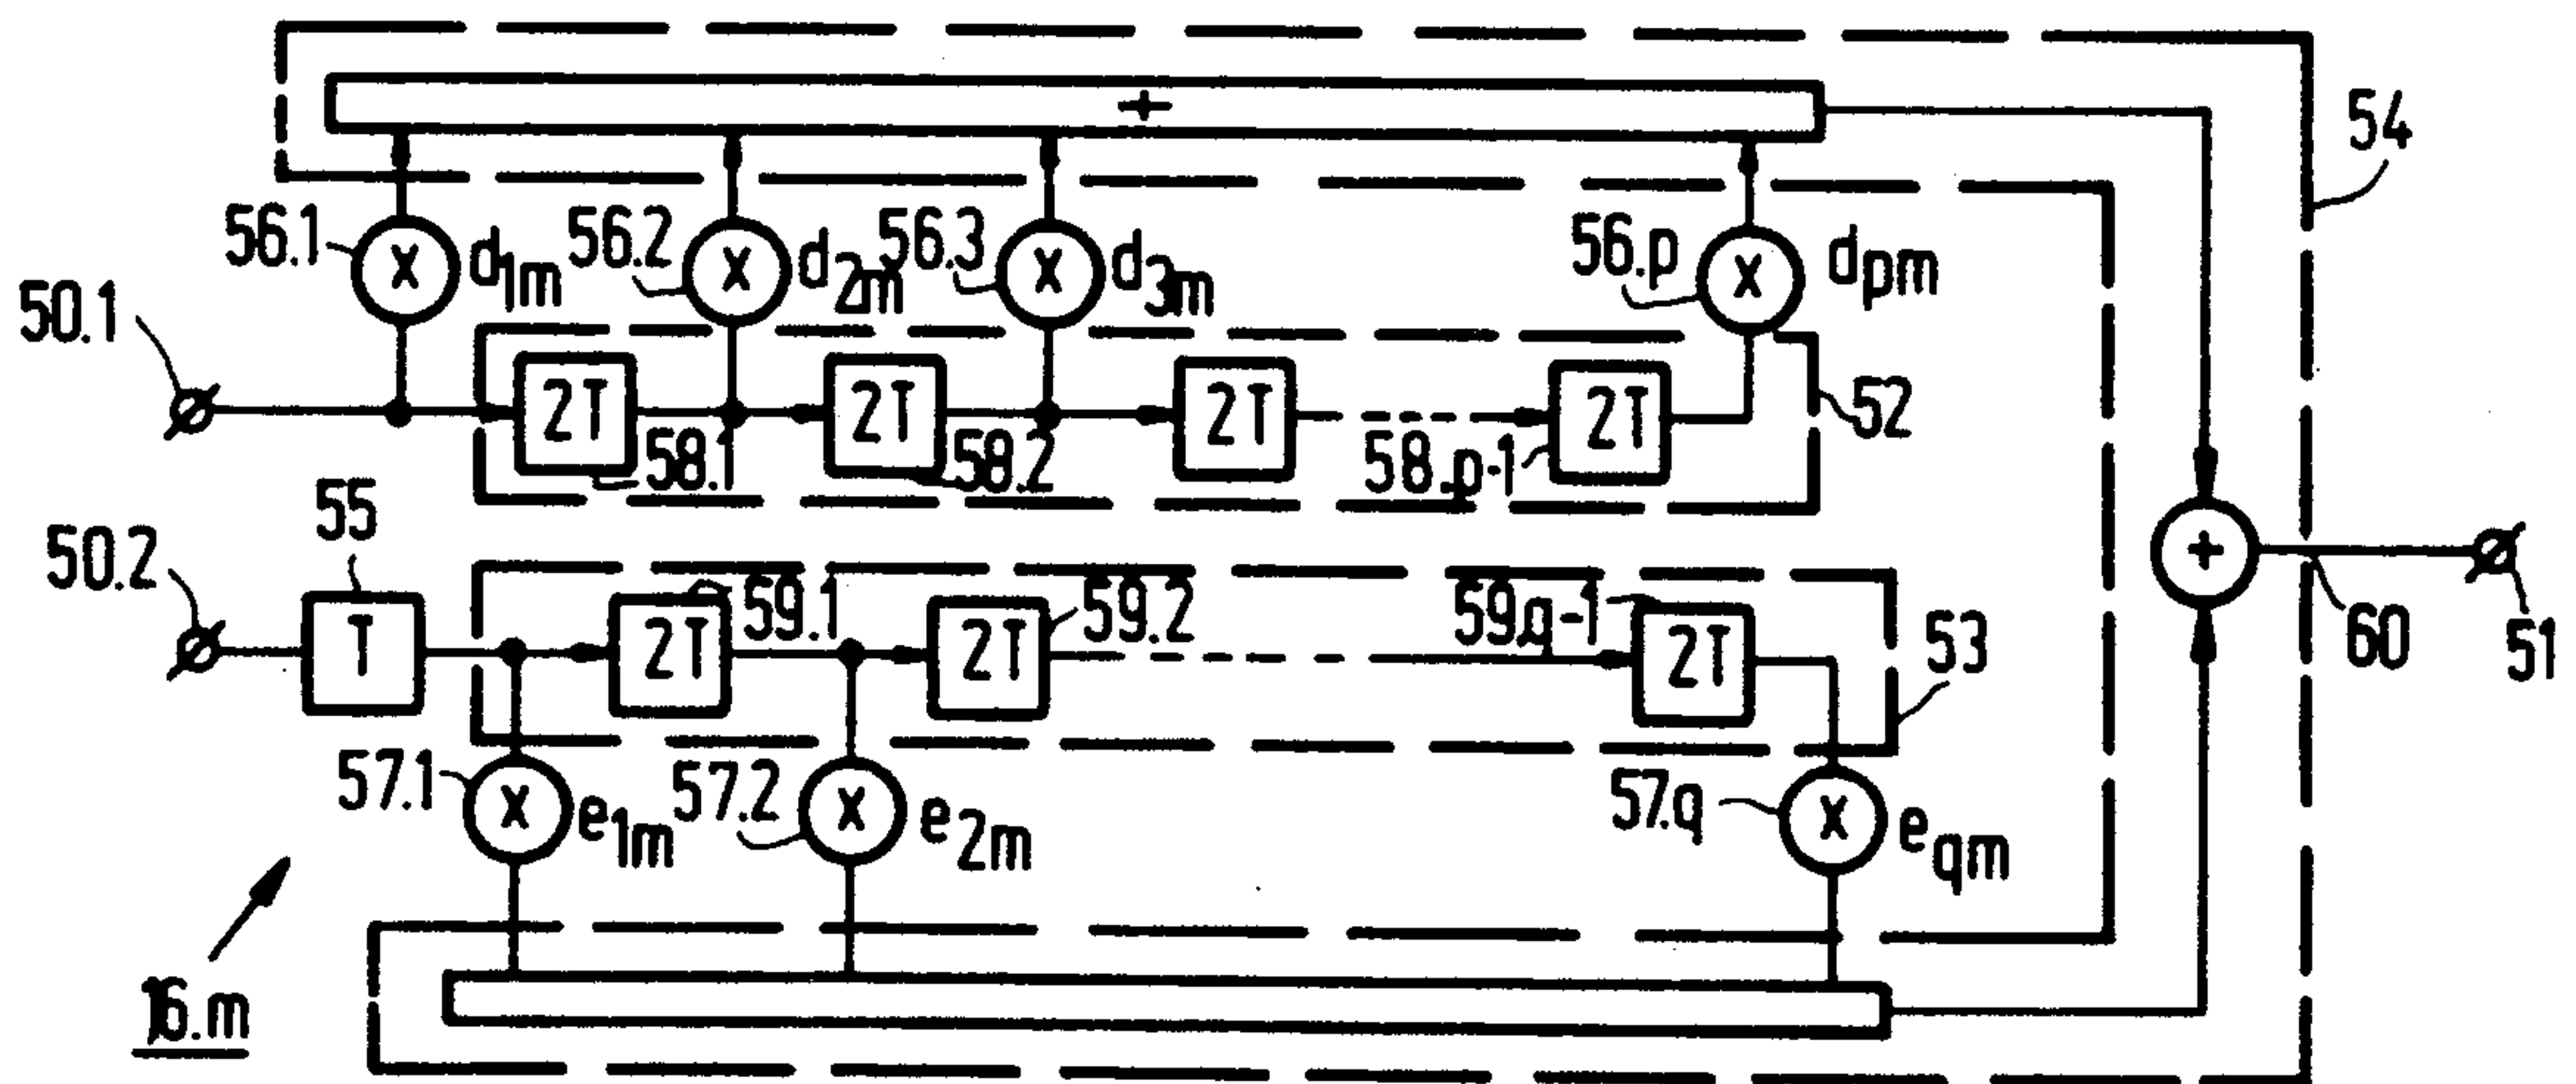 +
54
56.1 X d1m 56.2 X d2m 56.3 X d3m 56.p X dpm
50.1
2T 2T 2T 2T 52
58.1 58.2 58.p-1
55
50.2 T 2T 59.1 2T 59.2 59.q-1 2T 53
+ 60 51
57.1 X e1m 57.2 X e2m 57.q X eqm
16.m